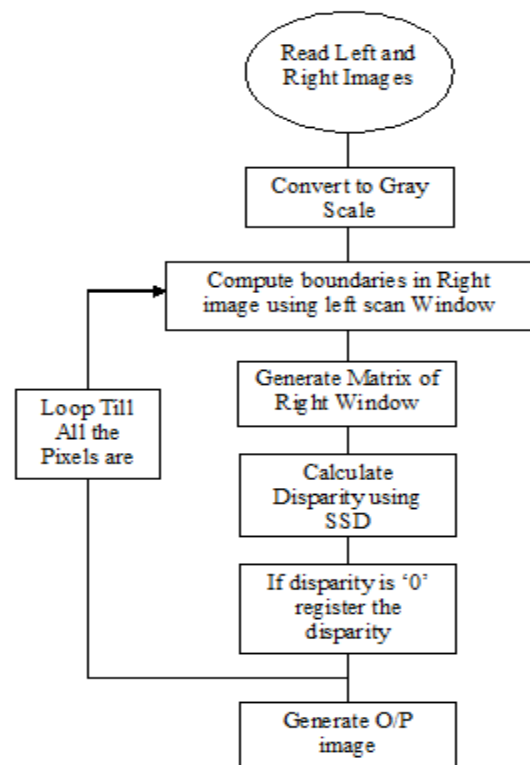 Read Left and
Right Images
Convert to Gray
Scale
Compute boundaries in Right
image using left scan Window
Generate Matrix of
Right Window
Loop Till
All the
Pixels are
Calculate
Disparity using
SSD
If disparity is ‘0’
register the
disparity
Generate O/P
image